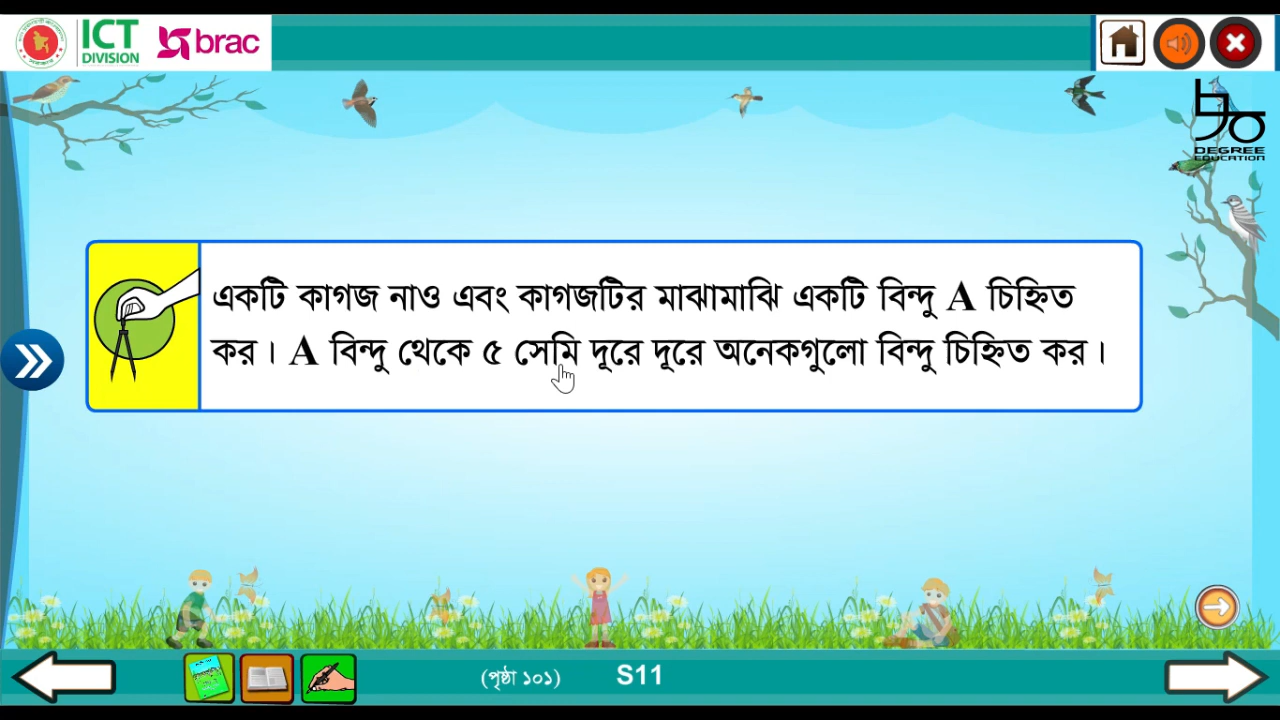 ICT
DIVISION
brac
DEGREE
EDUCATION
একটি কাগজ নাও এবং কাগজটির মাঝামাঝি একটি বিন্দু A চিহ্নিত
কর। A বিন্দু থেকে ৫ সেমি দূরে দূরে অনেকগুলো বিন্দু চিহ্নিত কর।
(পৃষ্ঠা ১০১)
S11